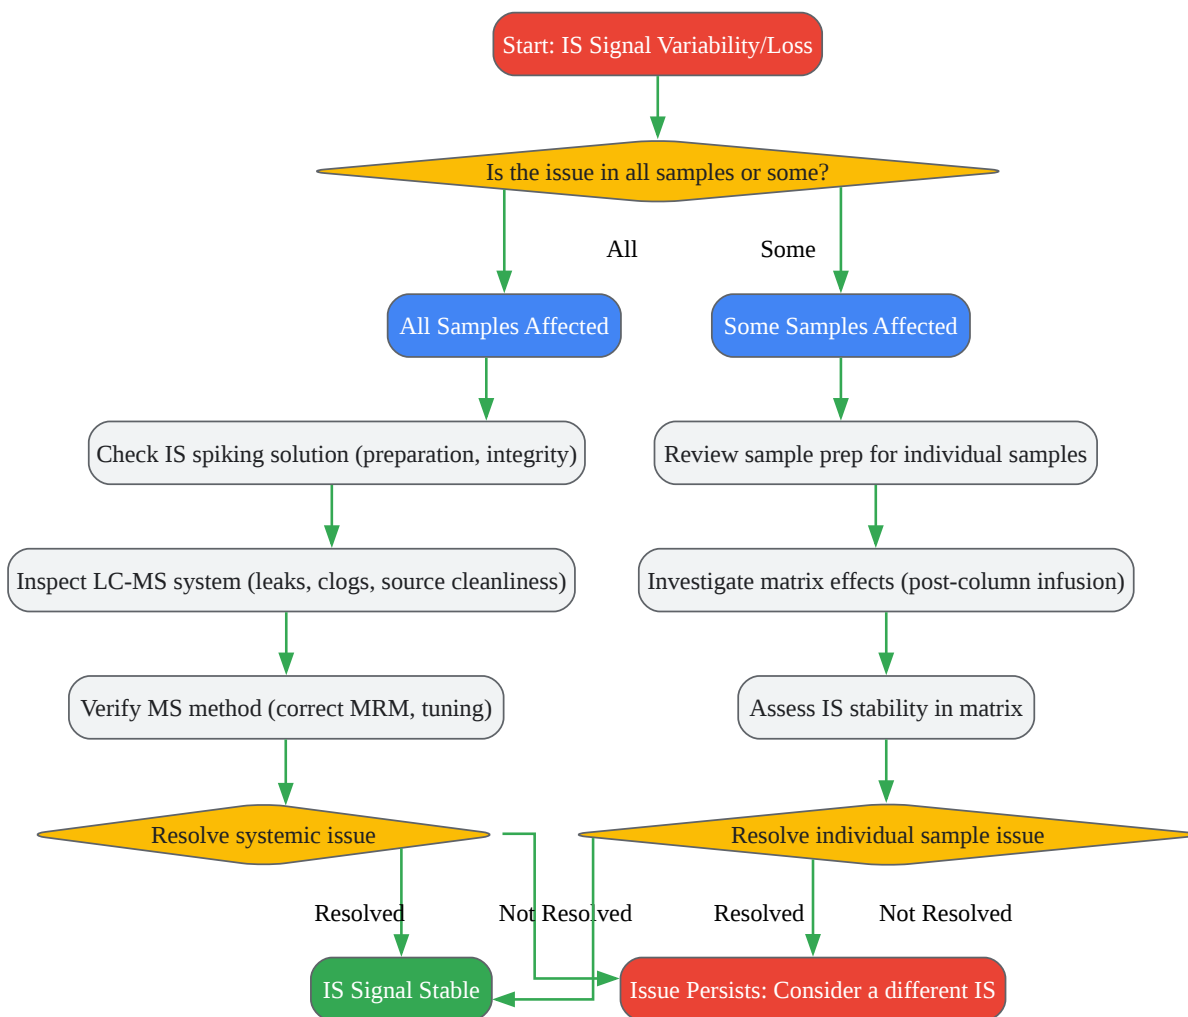 Start: IS Signal Variability/Loss
Is the issue in all samples or some?
All
Some
All Samples Affected
Some Samples Affected
Check IS spiking solution (preparation, integrity)
Review sample prep for individual samples
Inspect LC-MS system (leaks, clogs, source cleanliness)
Investigate matrix effects (post-column infusion)
Verify MS method (correct MRM, tuning)
Assess IS stability in matrix
Resolve systemic issue
Resolve individual sample issue
Resolved
Not Resolved
Resolved
Not Resolved
IS Signal Stable
Issue Persists: Consider a different IS